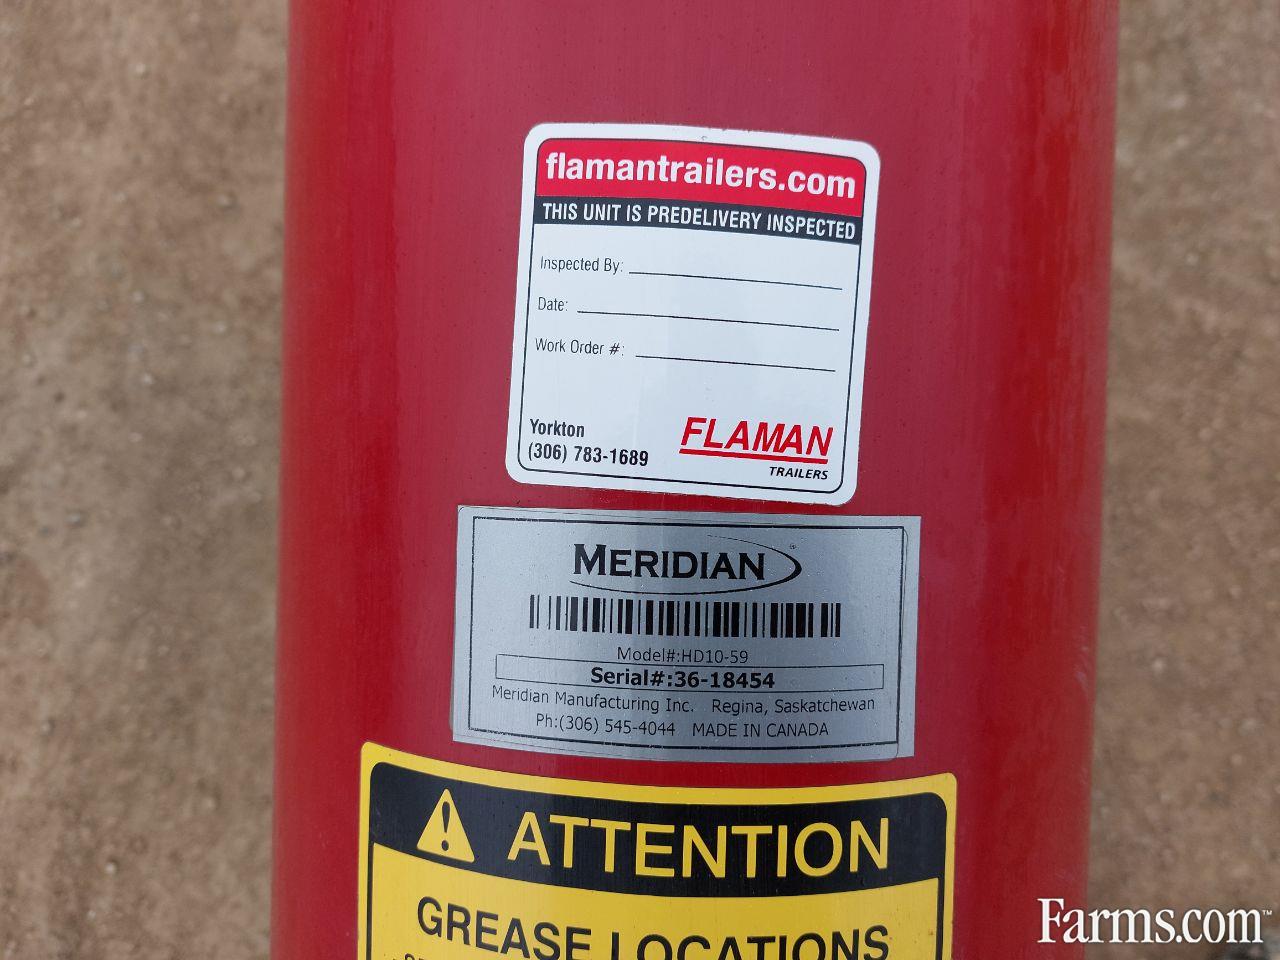 flamantrailers.com
THIS UNIT IS PREDELIVERY INSPECTED
Inspected By:
Date:
Work Order #:
Yorkton
(306) 783-1689
FLAMAN
TRAILERS
MERIDIAN®
Model#:HD10-59
Serial#:36-18454
Meridian Manufacturing Inc. Regina, Saskatchewan
Ph:(306) 545-4044 MADE IN CANADA
ATTENTION
GREASE LOCATIONS
Farms.com™